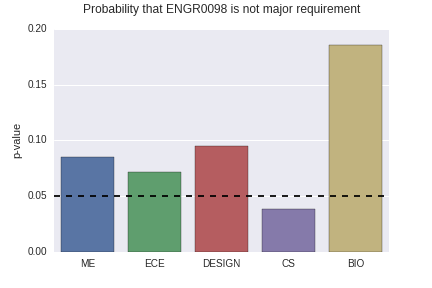 Probability that ENGR0098 is not major requirement
0.20
0.15
0.10
0.05
0.00
p-value
ME ECE DESIGN CS BIO